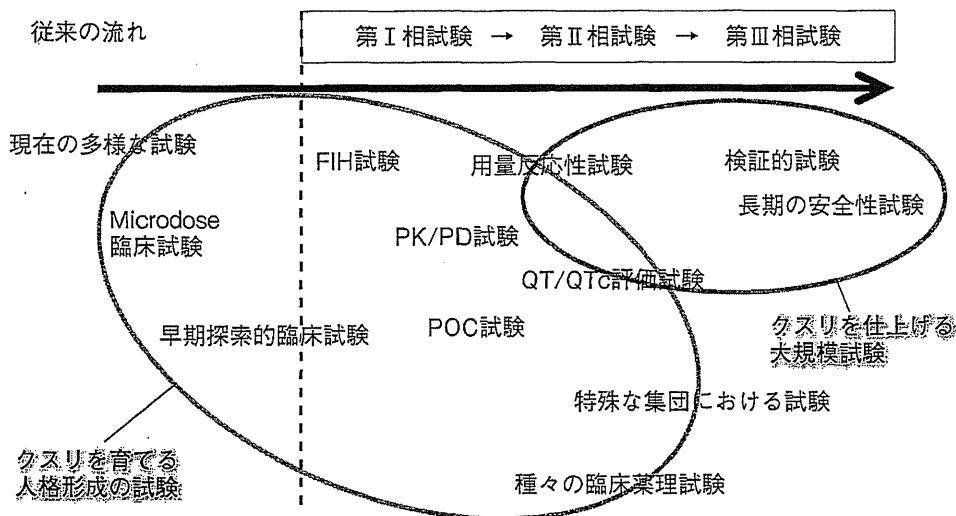 従来の流れ
第Ⅰ相試験 → 第Ⅱ相試験 → 第Ⅲ相試験
現在の多様な試験
FIH試験
用量反応性試験
検証的試験
長期の安全性試験
Microdose
臨床試験
PK/PD試験
QT/QTc評価試験
早期探索的臨床試験
POC試験
クスリを仕上げる
大規模試験
特殊な集団における試験
クスリを育てる
人格形成の試験
種々の臨床薬理試験